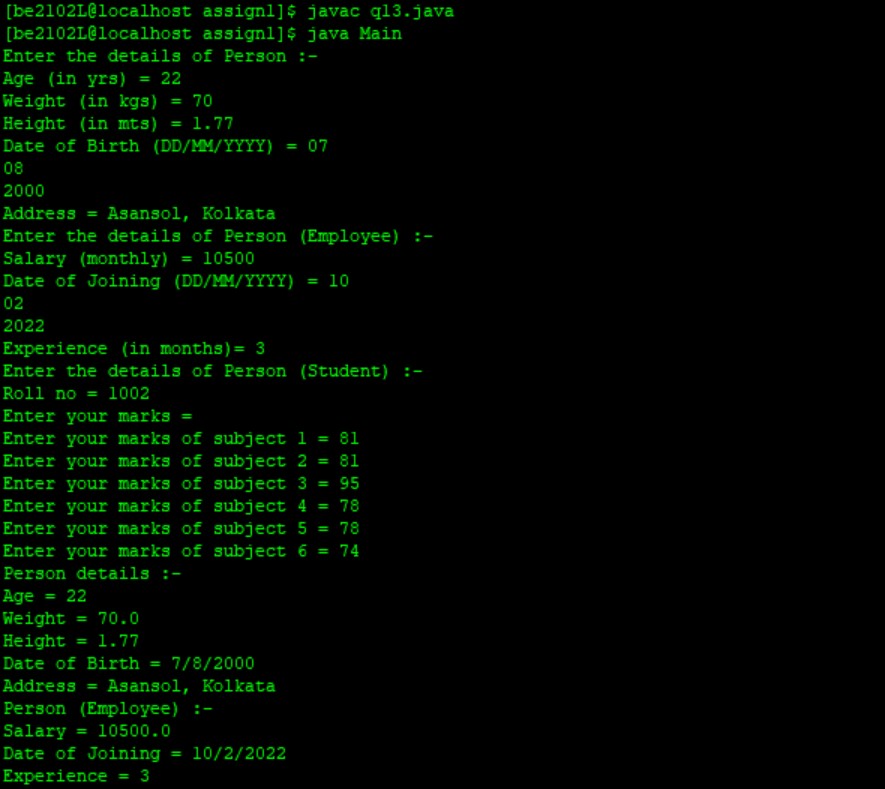 [be2102L@localhost assign1]$ javac q13.java
[be2102L@localhost assign1]$ java Main
Enter the details of Person :-
Age (in yrs) = 22
Weight (in kgs) = 70
Height (in mts) = 1.77
Date of Birth (DD/MM/YYYY) = 07
08
2000
Address = Asansol, Kolkata
Enter the details of Person (Employee) :-
Salary (monthly) = 10500
Date of Joining (DD/MM/YYYY) = 10
02
2022
Experience (in months)= 3
Enter the details of Person (Student) :-
Roll no = 1002
Enter your marks =
Enter your marks of subject 1 = 81
Enter your marks of subject 2 = 81
Enter your marks of subject 3 = 95
Enter your marks of subject 4 = 78
Enter your marks of subject 5 = 78
Enter your marks of subject 6 = 74
Person details :-
Age = 22
Weight = 70.0
Height = 1.77
Date of Birth = 7/8/2000
Address = Asansol, Kolkata
Person (Employee) :-
Salary = 10500.0
Date of Joining = 10/2/2022
Experience = 3